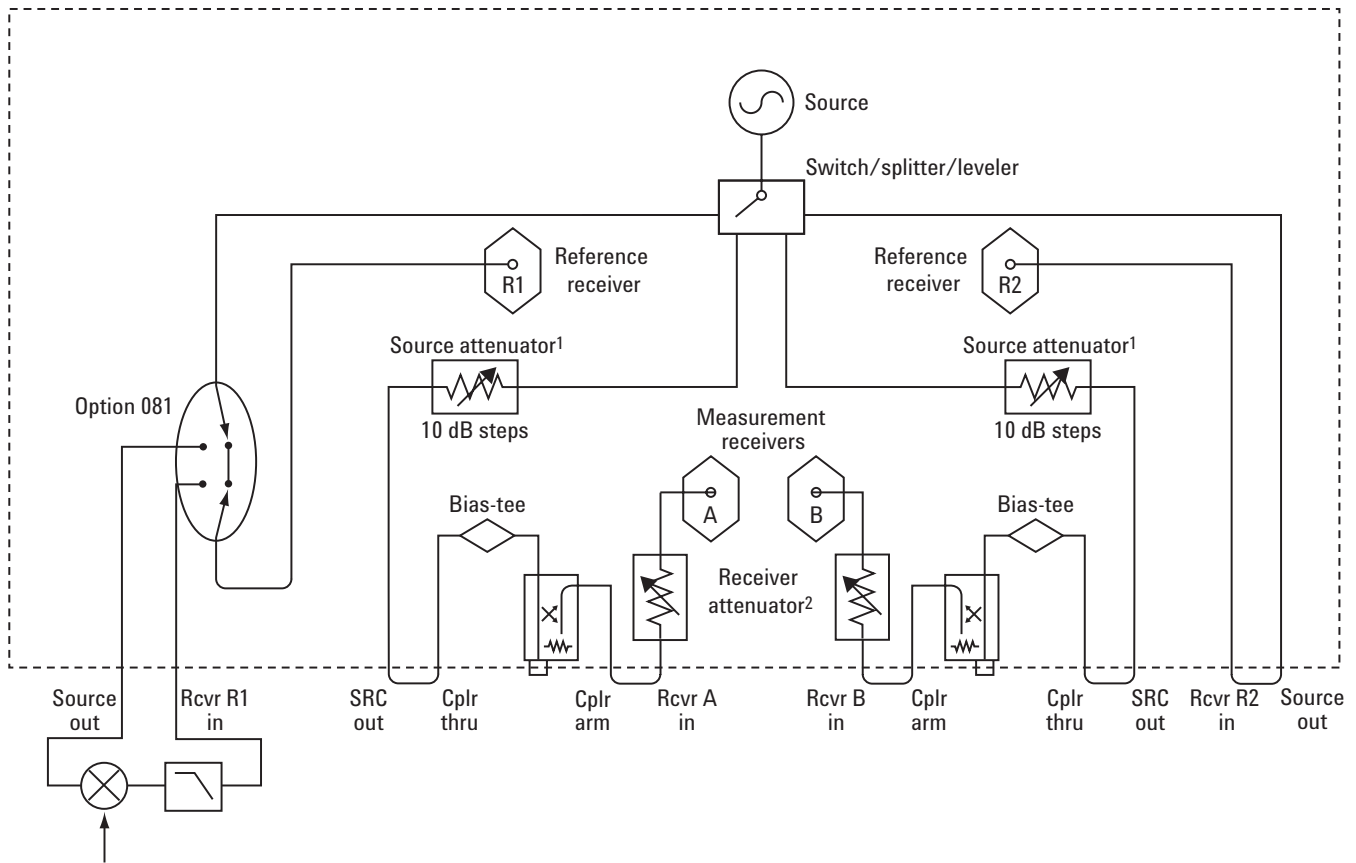 Source
Switch/splitter/leveler
R1
Reference
receiver
Reference
receiver
R2
Source attenuator1
10 dB steps
Source attenuator1
10 dB steps
Option 081
Measurement
receivers
A
B
Bias-tee
Bias-tee
Receiver
attenuator2
Source
out
Rcvr R1
in
SRC
out
Cplr
thru
Cplr
arm
Rcvr A
in
Rcvr B
in
Cplr
arm
Cplr
thru
SRC
out
Rcvr R2
in
Source
out